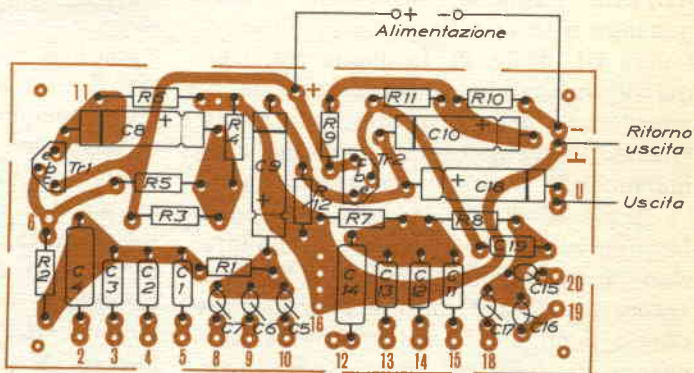 + -
Alimentazione
11 R6 + R11 R10 -
C8 + R4 C9 R9 C10 +
Ritorno
uscita
Tr1 c b e Tr2 c b e
R5 R12 C18 + U
Uscita
6 R3 + R7 R8
R2 C4 C3 C2 C1 R1 C14 C13 C12 C11 C19
C7 C6 C5 16 C17 C15 C16 20
19
2 3 4 5 8 9 10 12 13 14 15 18